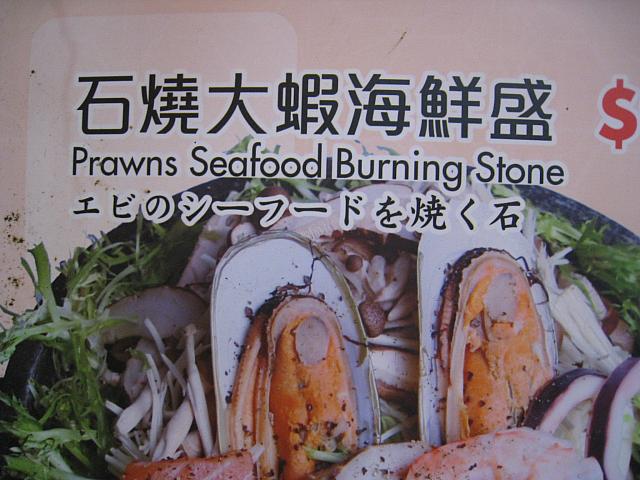 石燒大蝦海鮮盛 $
Prawns Seafood Burning Stone
エビのシーフードを焼く石